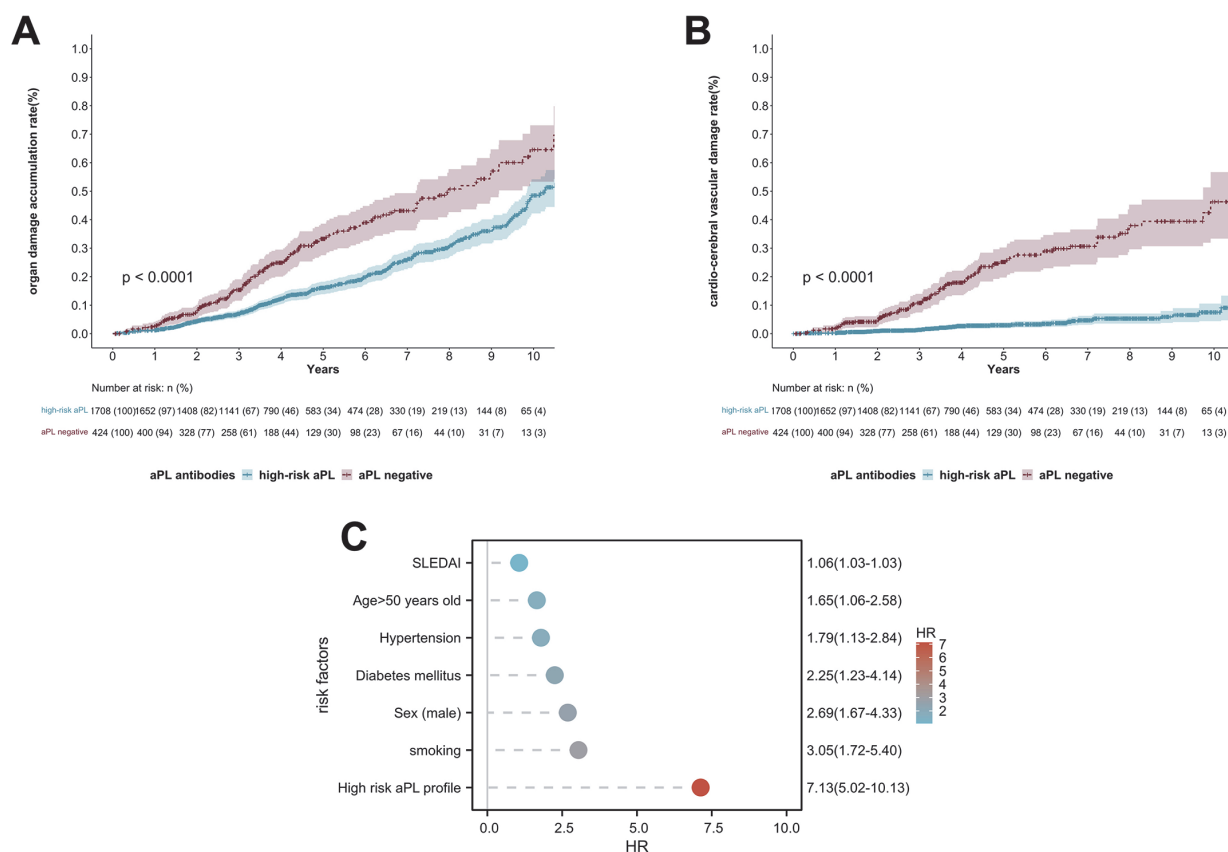 A
organ damage accumulation rate(%)
1.0
0.9
0.8
0.7
0.6
0.5
0.4
0.3
0.2
0.1
0.0
p < 0.0001
0 1 2 3 4 5 6 7 8 9 10
Years
Number at risk: n (%)
high-risk aPL 1708 (100) 1652 (97) 1408 (82) 1141 (67) 790 (46) 583 (34) 474 (28) 330 (19) 219 (13) 144 (8) 65 (4)
aPL negative 424 (100) 400 (94) 328 (77) 258 (61) 188 (44) 129 (30) 98 (23) 67 (16) 44 (10) 31 (7) 13 (3)
aPL antibodies high-risk aPL aPL negative
B
cardio-cerebral vascular damage rate(%)
1.0
0.9
0.8
0.7
0.6
0.5
0.4
0.3
0.2
0.1
0.0
p < 0.0001
0 1 2 3 4 5 6 7 8 9 10
Years
Number at risk: n (%)
high-risk aPL 1708 (100) 1652 (97) 1408 (82) 1141 (67) 790 (46) 583 (34) 474 (28) 330 (19) 219 (13) 144 (8) 65 (4)
aPL negative 424 (100) 400 (94) 328 (77) 258 (61) 188 (44) 129 (30) 98 (23) 67 (16) 44 (10) 31 (7) 13 (3)
aPL antibodies high-risk aPL aPL negative
C
risk factors
SLEDAI 1.06(1.03-1.03)
Age>50 years old 1.65(1.06-2.58)
Hypertension 1.79(1.13-2.84)
Diabetes mellitus 2.25(1.23-4.14)
Sex (male) 2.69(1.67-4.33)
smoking 3.05(1.72-5.40)
High risk aPL profile 7.13(5.02-10.13)
0.0 2.5 5.0 7.5 10.0
HR
HR
7
6
5
4
3
2